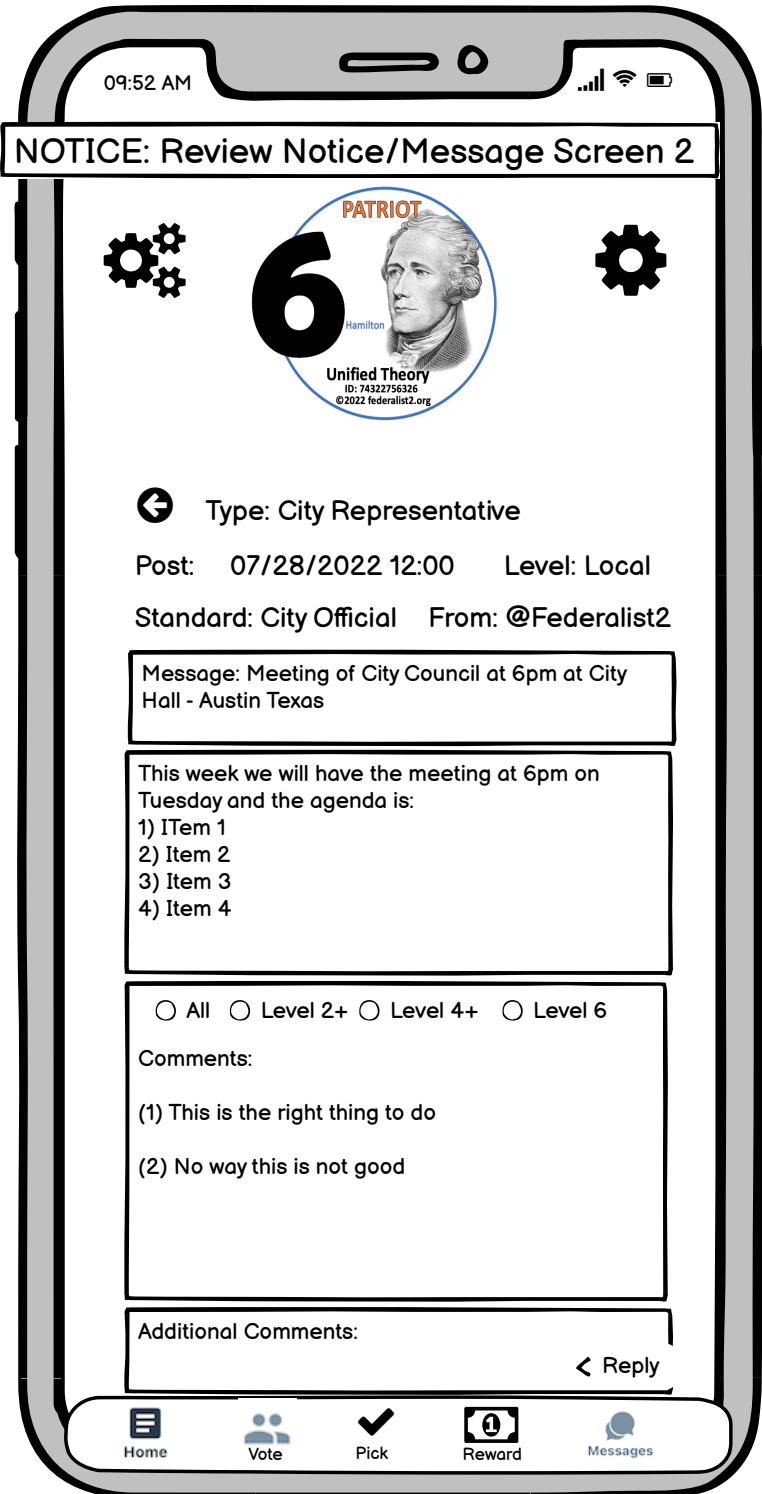 09:52 AM
NOTICE: Review Notice/Message Screen 2
PATRIOT
6
Hamilton
Unified Theory
ID: 74322756326
©2022 federalist2.org
Type: City Representative
Post: 07/28/2022 12:00 Level: Local
Standard: City Official From: @Federalist2
Message: Meeting of City Council at 6pm at City
Hall - Austin Texas
This week we will have the meeting at 6pm on
Tuesday and the agenda is:
1) ITem 1
2) Item 2
3) Item 3
4) Item 4
All Level 2+ Level 4+ Level 6
Comments:
(1) This is the right thing to do
(2) No way this is not good
Additional Comments:
< Reply
1
Home Vote Pick Reward Messages